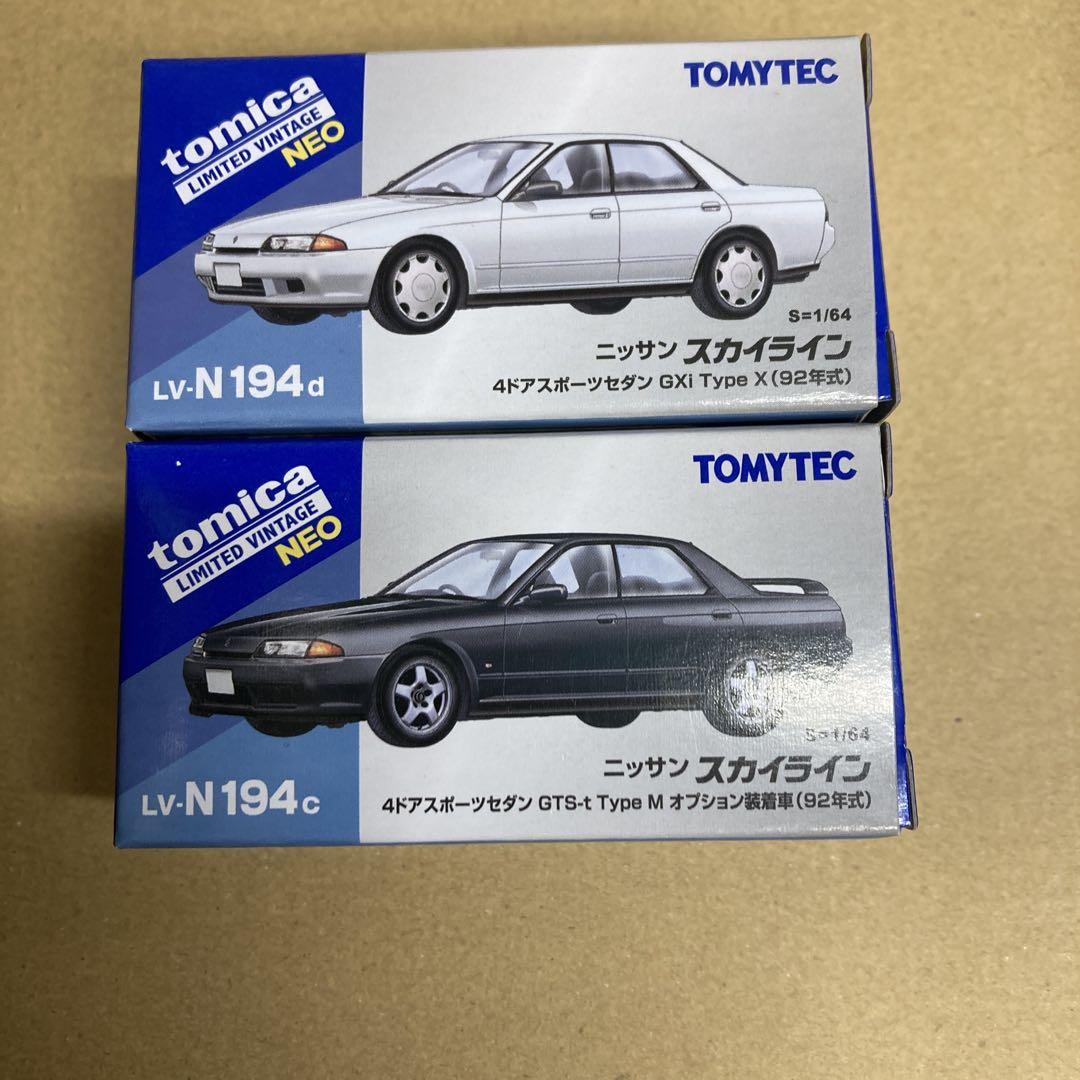 tomica
LIMITED VINTAGE
NEO
TOMYTEC
S=1/64
ニッサン スカイライン
4ドアスポーツセダン GXi Type X(92年式)
LV-N194d
tomica
LIMITED VINTAGE
NEO
TOMYTEC
S=1/64
ニッサン スカイライン
4ドアスポーツセダン GTS-t Type M オプション装着車(92年式)
LV-N194c